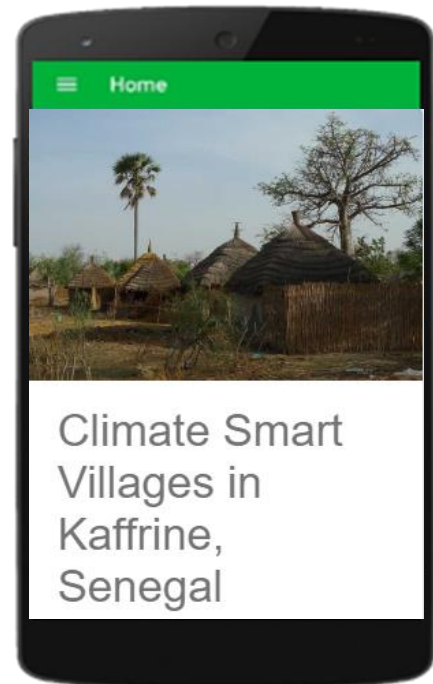 Home
Climate Smart
Villages in
Kaffrine,
Senegal